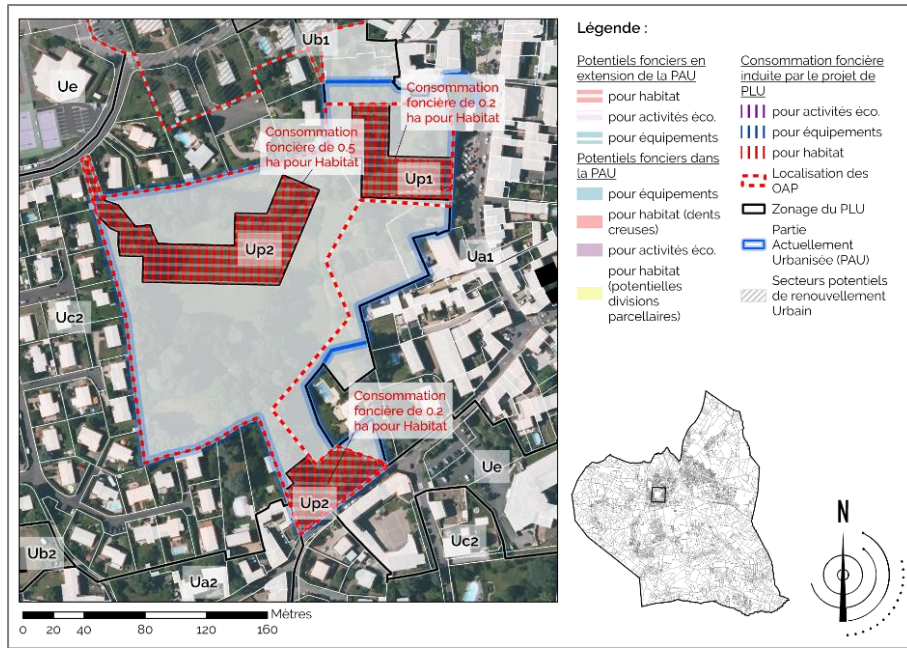 Ub1
Ue
Consommation
foncière de 0.2
ha pour Habitat
Consommation
foncière de 0.5
ha pour Habitat
Up1
Up2
Ua1
Uc2
Consommation
foncière de 0.2
ha pour Habitat
Ue
Up2
Uc2
Ub2
Ua2
Mètres
0 20 40 80 120 160
Légende :
Potentiels fonciers en
extension de la PAU
pour habitat
pour activités éco.
pour équipements
Potentiels fonciers dans
la PAU
pour équipements
pour habitat (dents
creuses)
pour activités éco.
pour habitat
(potentielles
divisions
parcellaires)
Consommation foncière
induite par le projet de
PLU
pour activités éco.
pour équipements
pour habitat
Localisation des
OAP
Zonage du PLU
Partie
Actuellement
Urbanisée (PAU)
Secteurs potentiels
de renouvellement
Urbain
N